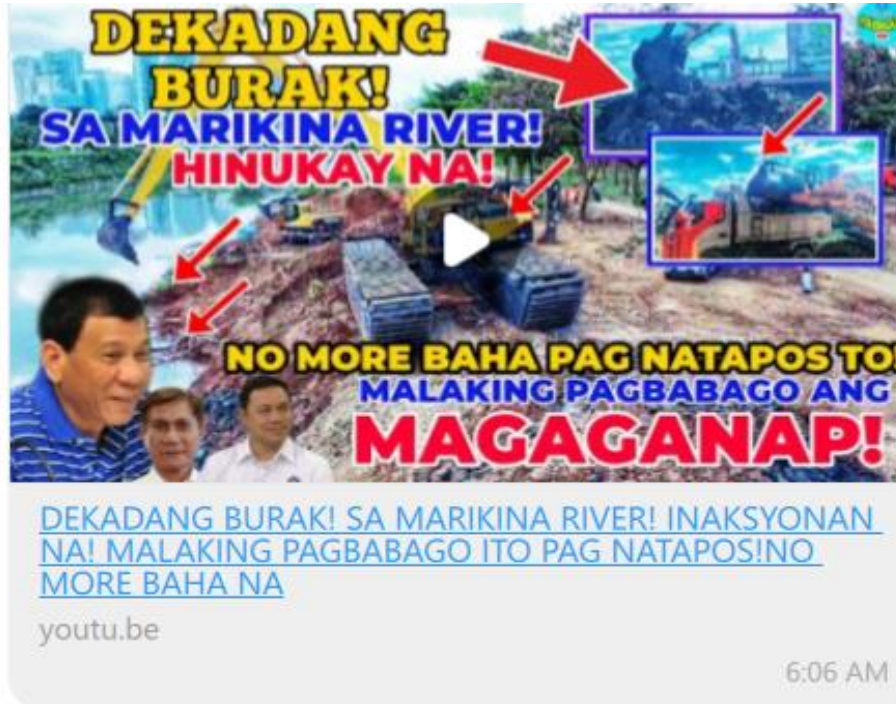 DEKADANG
BURAK!
SA MARIKINA RIVER!
HINUKAY NA!
NO MORE BAHA PAG NATAPOS TO!
MALAKING PAGBABAGO ANG
MAGAGANAP!
DEKADANG BURAK! SA MARIKINA RIVER! INAKSYONAN
NA! MALAKING PAGBABAGO ITO PAG NATAPOS!NO
MORE BAHA NA
youtu.be
6:06 AM